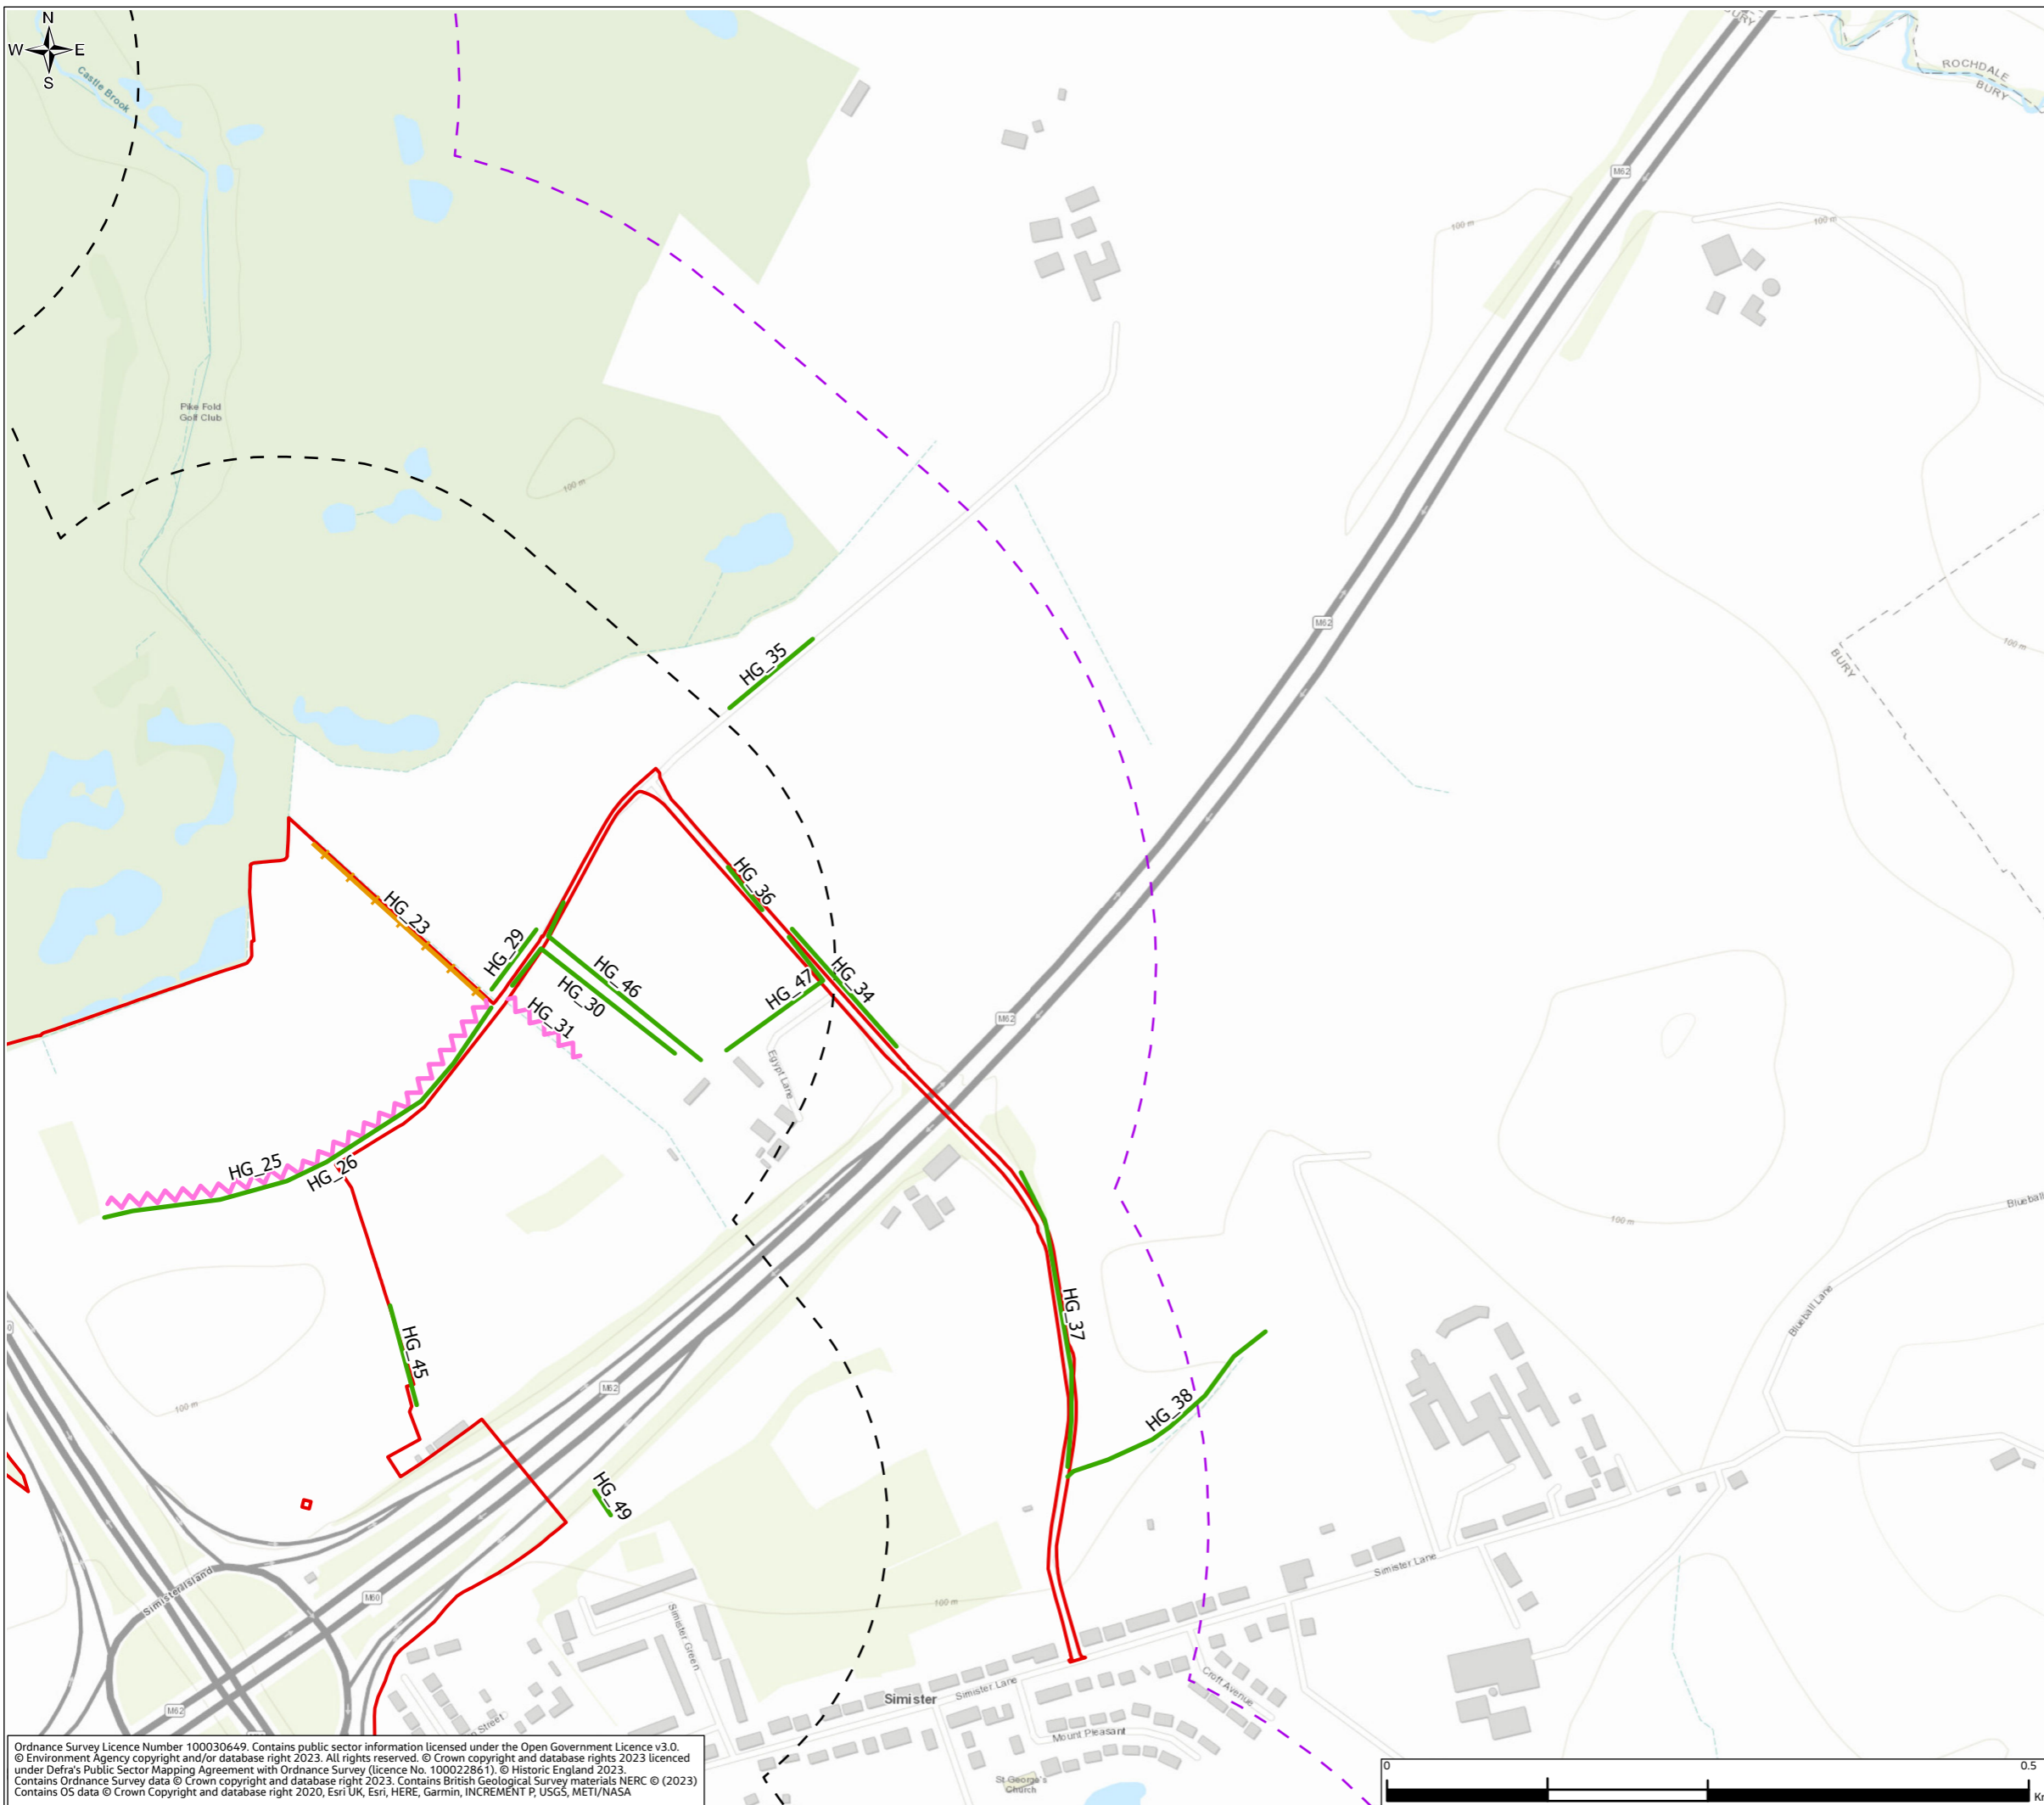 N
W E
S
Castle Brook
BURY
ROCHDALE
BURY
M62
100 m
100 m
Pike Fold
Golf Club
100 m
M62
100 m
BURY
HG_35
HG_36
HG_23
HG_29
HG_46
HG_30
HG_31
HG_47
HG_34
M62
Egypt Lane
HG_25
HG_26
Blueball
100 m
HG_37
Blueball Lane
HG_45
M62
100 m
HG_38
HG_49
Simister Island
M60
Simister Lane
100 m
Simister Green
Simister
Simister Lane
Croft Avenue
M62
Street
Mount Pleasant
St George's
Church
0 0.5
Ordnance Survey Licence Number 100030649. Contains public sector information licensed under the Open Government Licence v3.0.
© Environment Agency copyright and/or database right 2023. All rights reserved. © Crown copyright and database rights 2023 licenced
under Defra's Public Sector Mapping Agreement with Ordnance Survey (licence No. 100022861). © Historic England 2023.
Contains Ordnance Survey data © Crown copyright and database right 2023. Contains British Geological Survey materials NERC © (2023)
Contains OS data © Crown Copyright and database right 2020, Esri UK, Esri, HERE, Garmin, INCREMENT P, USGS, METI/NASA